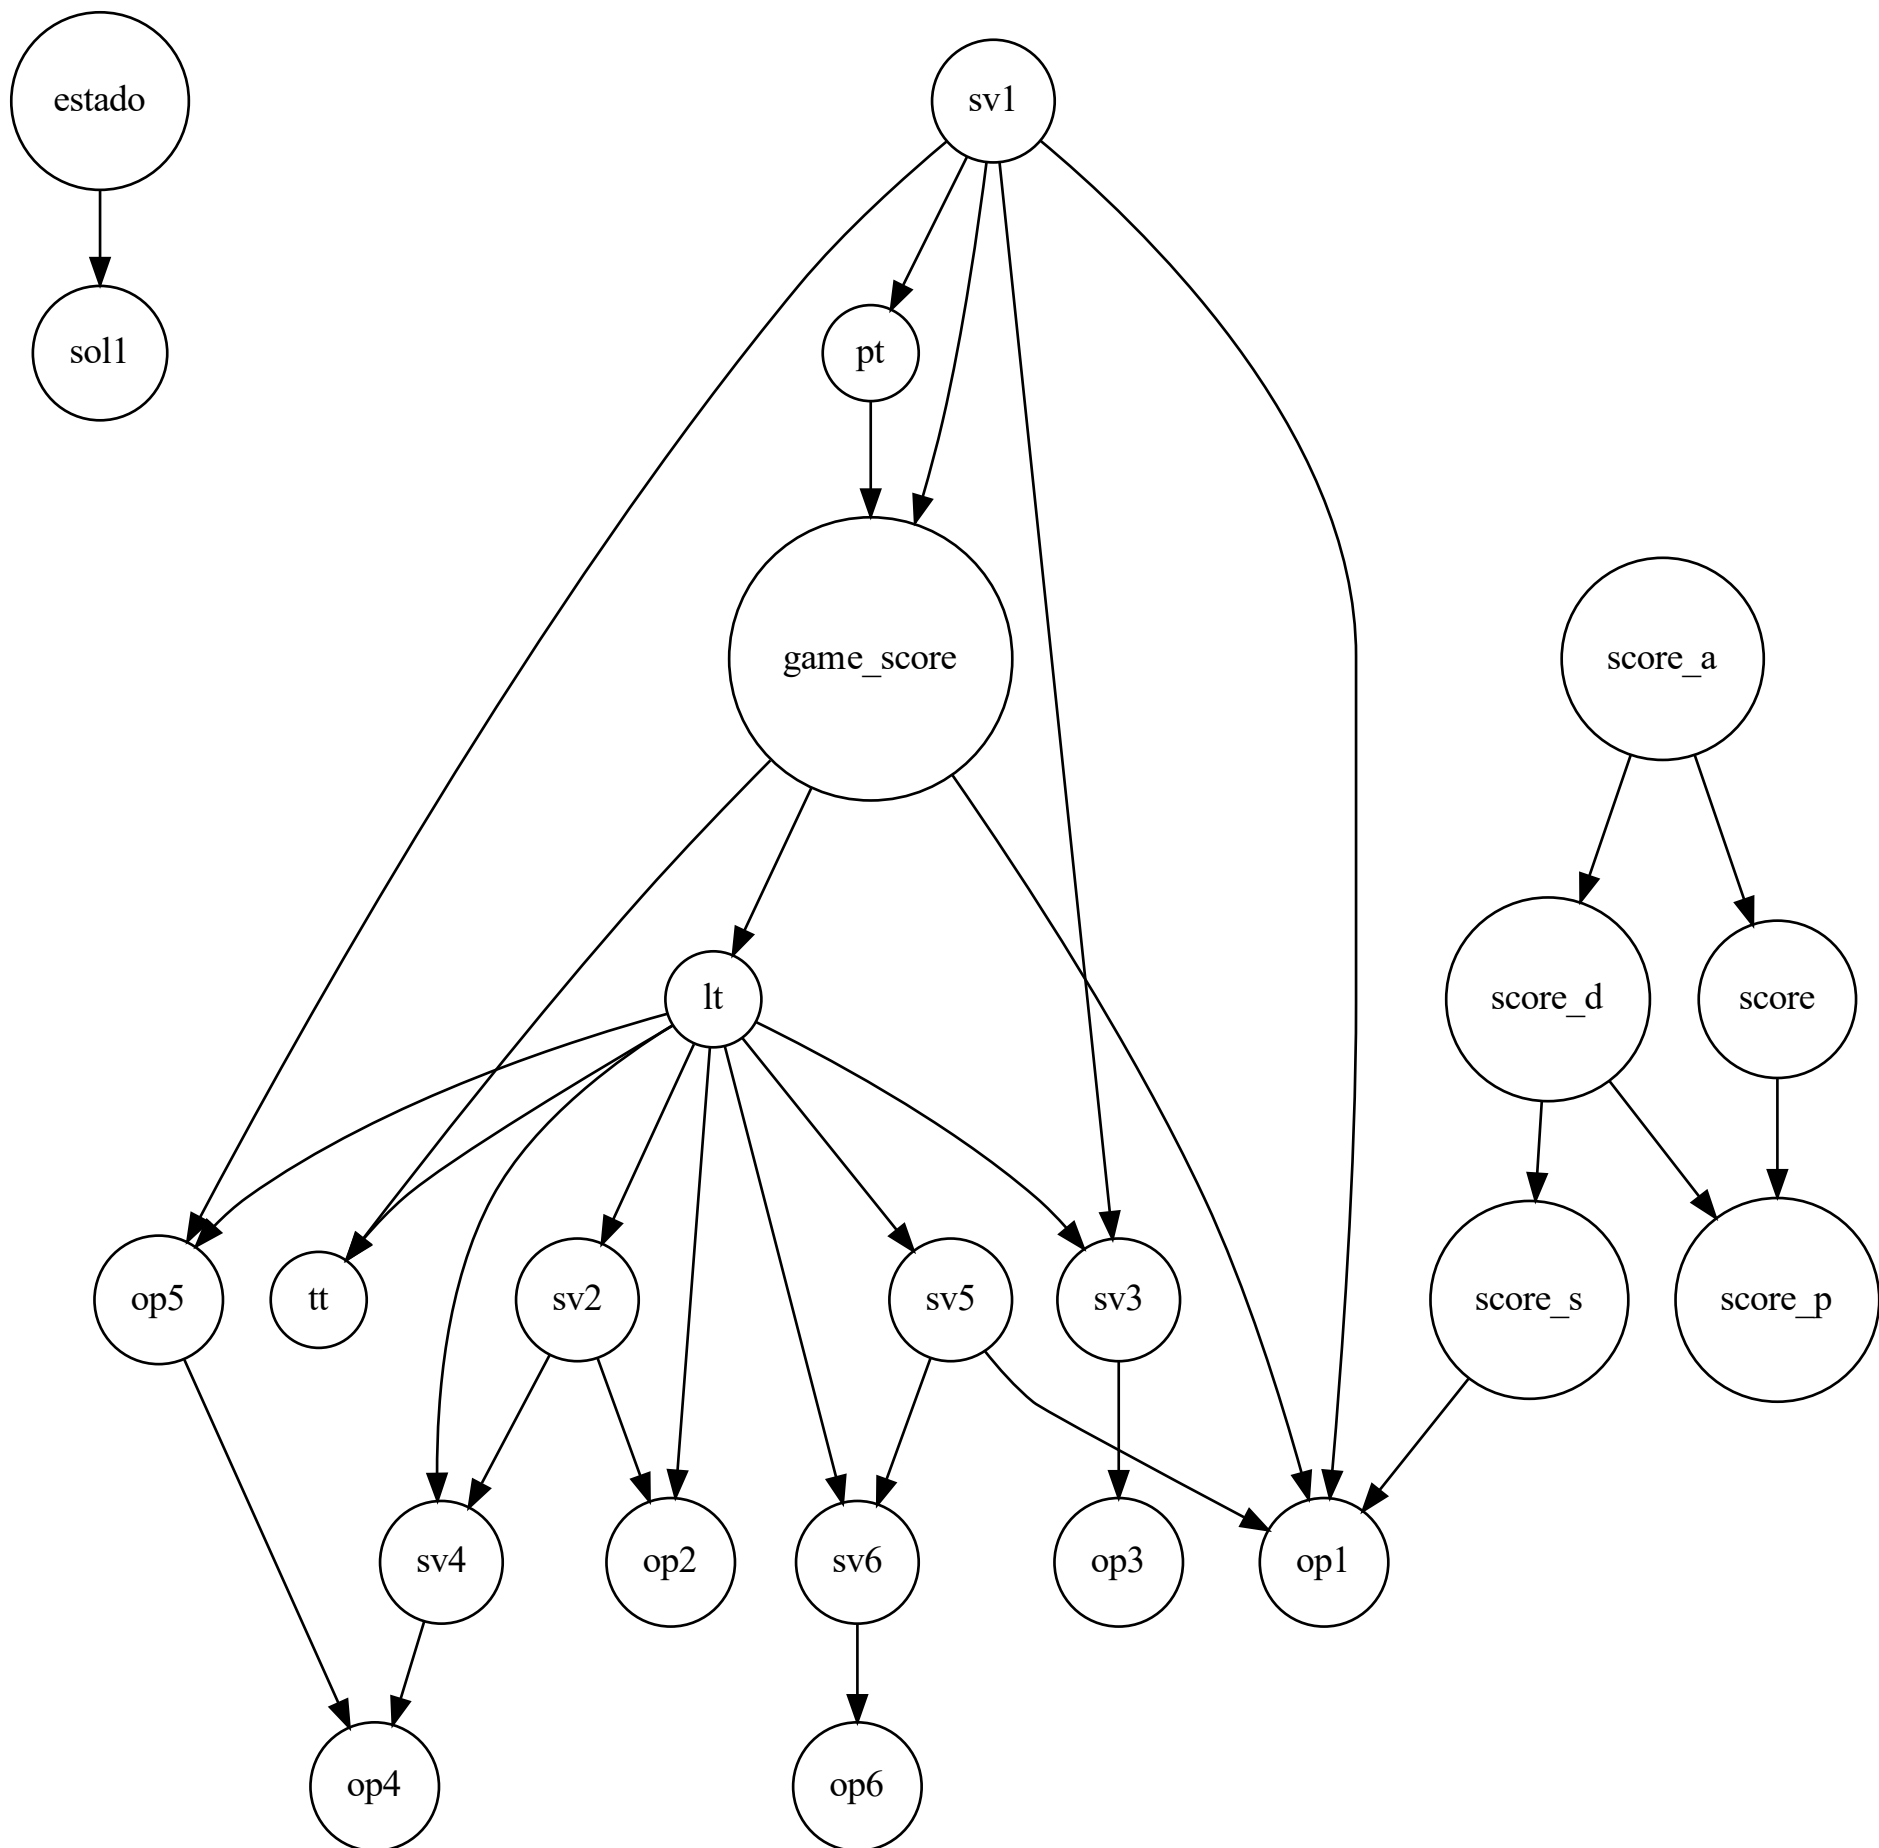 estado
sv1
sol1
pt
game_score
score_a
lt
score_d
score
op5
tt
sv2
sv5
sv3
score_s
score_p
sv4
op2
sv6
op3
op1
op4
op6